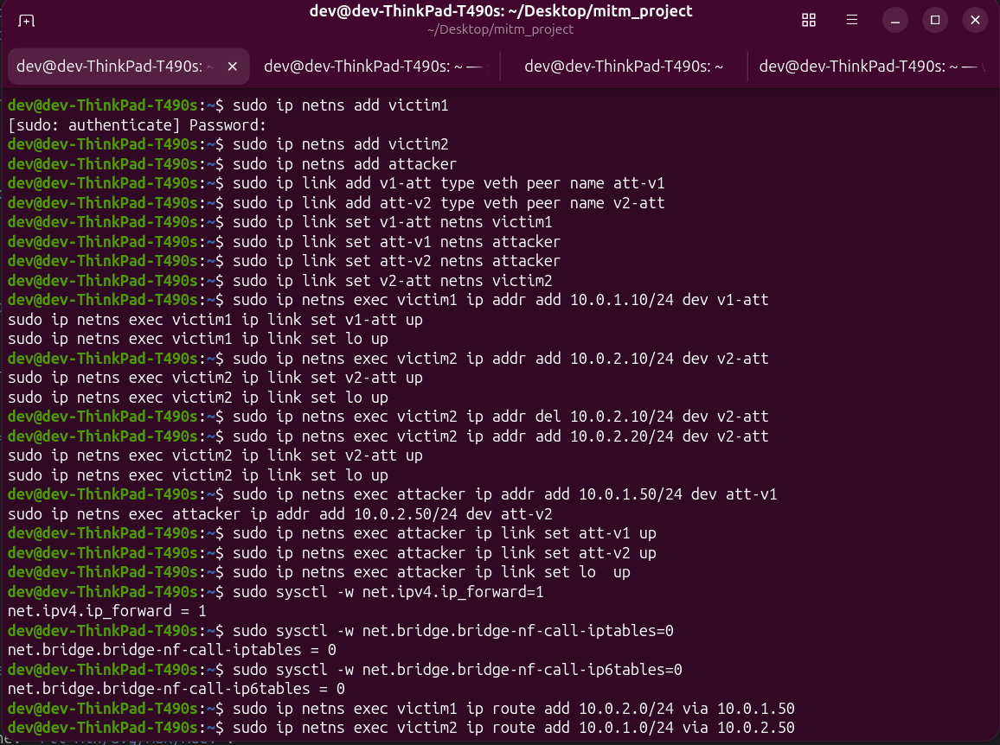 dev@dev-ThinkPad-T490s: ~/Desktop/mitm_project
~/Desktop/mitm_project
dev@dev-ThinkPad-T490s: ~
dev@dev-ThinkPad-T490s: ~ —
dev@dev-ThinkPad-T490s: ~
dev@dev-ThinkPad-T490s: ~ —
dev@dev-ThinkPad-T490s:~$ sudo ip netns add victim1
[sudo: authenticate] Password:
dev@dev-ThinkPad-T490s:~$ sudo ip netns add victim2
dev@dev-ThinkPad-T490s:~$ sudo ip netns add attacker
dev@dev-ThinkPad-T490s:~$ sudo ip link add v1-att type veth peer name att-v1
dev@dev-ThinkPad-T490s:~$ sudo ip link add att-v2 type veth peer name v2-att
dev@dev-ThinkPad-T490s:~$ sudo ip link set v1-att netns victim1
dev@dev-ThinkPad-T490s:~$ sudo ip link set att-v1 netns attacker
dev@dev-ThinkPad-T490s:~$ sudo ip link set att-v2 netns attacker
dev@dev-ThinkPad-T490s:~$ sudo ip link set v2-att netns victim2
dev@dev-ThinkPad-T490s:~$ sudo ip netns exec victim1 ip addr add 10.0.1.10/24 dev v1-att
sudo ip netns exec victim1 ip link set v1-att up
sudo ip netns exec victim1 ip link set lo up
dev@dev-ThinkPad-T490s:~$ sudo ip netns exec victim2 ip addr add 10.0.2.10/24 dev v2-att
sudo ip netns exec victim2 ip link set v2-att up
sudo ip netns exec victim2 ip link set lo up
dev@dev-ThinkPad-T490s:~$ sudo ip netns exec victim2 ip addr del 10.0.2.10/24 dev v2-att
dev@dev-ThinkPad-T490s:~$ sudo ip netns exec victim2 ip addr add 10.0.2.20/24 dev v2-att
sudo ip netns exec victim2 ip link set v2-att up
sudo ip netns exec victim2 ip link set lo up
dev@dev-ThinkPad-T490s:~$ sudo ip netns exec attacker ip addr add 10.0.1.50/24 dev att-v1
sudo ip netns exec attacker ip addr add 10.0.2.50/24 dev att-v2
dev@dev-ThinkPad-T490s:~$ sudo ip netns exec attacker ip link set att-v1 up
dev@dev-ThinkPad-T490s:~$ sudo ip netns exec attacker ip link set att-v2 up
dev@dev-ThinkPad-T490s:~$ sudo ip netns exec attacker ip link set lo  up
dev@dev-ThinkPad-T490s:~$ sudo sysctl -w net.ipv4.ip_forward=1
net.ipv4.ip_forward = 1
dev@dev-ThinkPad-T490s:~$ sudo sysctl -w net.bridge.bridge-nf-call-iptables=0
net.bridge.bridge-nf-call-iptables = 0
dev@dev-ThinkPad-T490s:~$ sudo sysctl -w net.bridge.bridge-nf-call-ip6tables=0
net.bridge.bridge-nf-call-ip6tables = 0
dev@dev-ThinkPad-T490s:~$ sudo ip netns exec victim1 ip route add 10.0.2.0/24 via 10.0.1.50
dev@dev-ThinkPad-T490s:~$ sudo ip netns exec victim2 ip route add 10.0.1.0/24 via 10.0.2.50